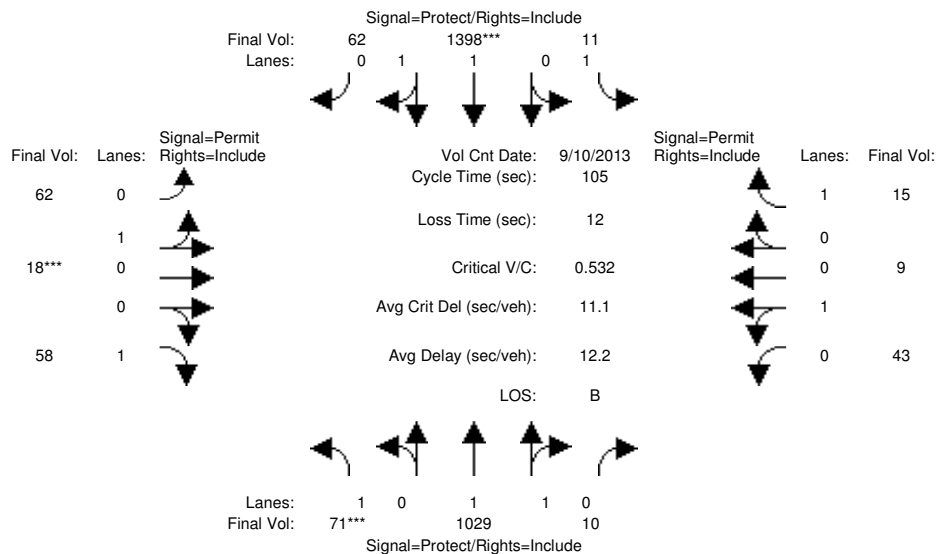 Signal=Protect/Rights=Include
Final Vol: 62 1398*** 11
Lanes: 0 1 1 0 1
Signal=Permit Signal=Permit
Final Vol: Lanes: Rights=Include Vol Cnt Date: 9/10/2013 Rights=Include Lanes: Final Vol:
Cycle Time (sec): 105
62 0 1 15
Loss Time (sec): 12
1 0
18*** 0 Critical V/C: 0.532 0 9
0 Avg Crit Del (sec/veh): 11.1 1
58 1 Avg Delay (sec/veh): 12.2 0 43
LOS: B
Lanes: 1 0 1 1 0
Final Vol: 71*** 1029 10
Signal=Protect/Rights=Include